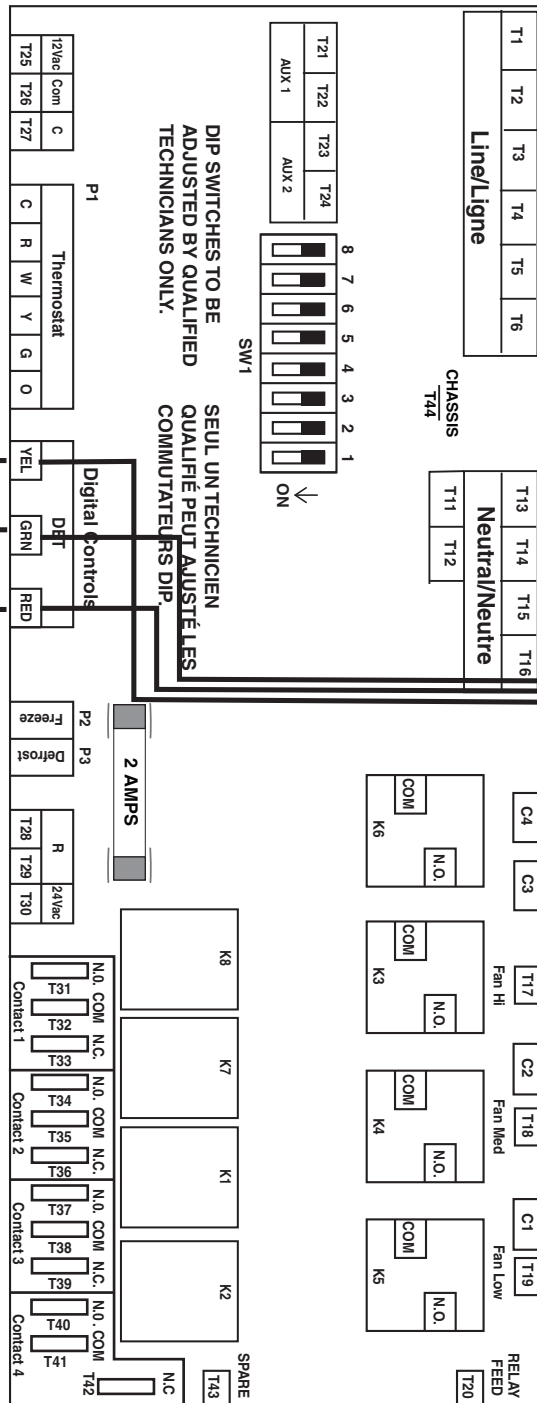 T1 T2 T3 T4 T5 T6
Line/Ligne
CHASSIS
T44
T13 T14 T15 T16
Neutral/Neutre
T11 T12
C4 C3 T17 C2 T18 C1 T19
Fan Hi
Fan Med
Fan Low
RELAY
FEED
T20
COM N.O.
K6
COM N.O.
K3
COM N.O.
K4
COM N.O.
K5
T21 T22 T23 T24
AUX 1 AUX 2
8 7 6 5 4 3 2 1
SW1
ON
DIP SWITCHES TO BE
ADJUSTED BY QUALIFIED
TECHNICIANS ONLY.
SEUL UN TECHNICIEN
QUALIFIÉ PEUT AJUSTÉ LES
COMMUTATEURS DIP.
2 AMPS
K8 K7 K1 K2
SPARE
T43
P1
12Vac Com C
T25 T26 T27
Thermostat
C R W Y G O
Digital Controls
DET
YEL GRN RED
P2 P3
Freeze
Defrost
R 24Vac
T28 T29 T30
N.O. COM N.C.
T31 T32 T33
Contact 1
N.O. COM N.C.
T34 T35 T36
Contact 2
N.O. COM N.C.
T37 T38 T39
Contact 3
N.O. COM N.C
T40 T41 T42
Contact 4